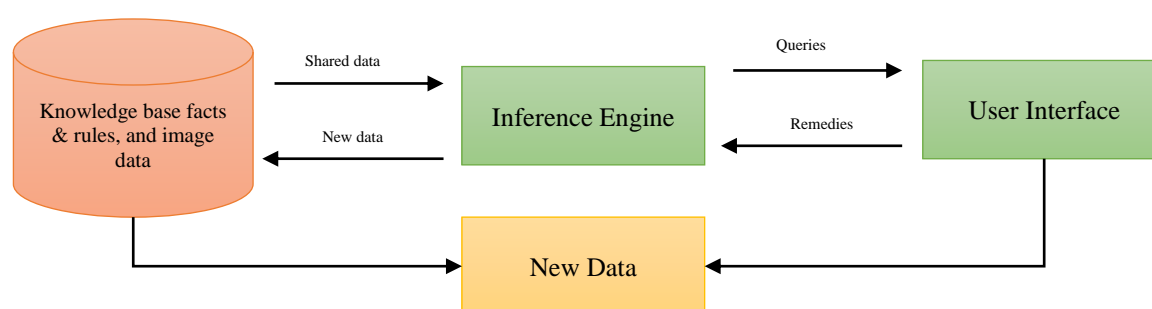 Queries
Shared data
Knowledge base facts
& rules, and image
data
Inference Engine
User Interface
New data
Remedies
New Data